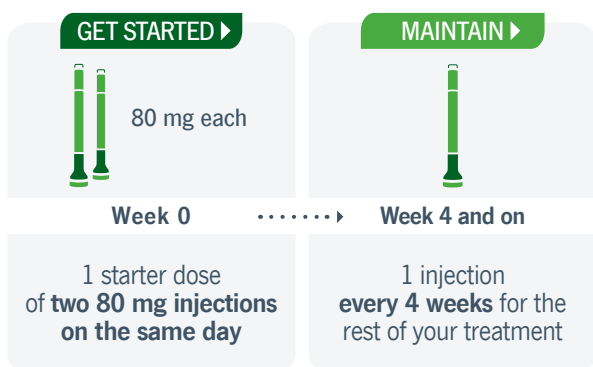 GET STARTED
80 mg each
Week 0
1 starter dose
of two 80 mg injections
on the same day
MAINTAIN
Week 4 and on
1 injection
every 4 weeks for the
rest of your treatment